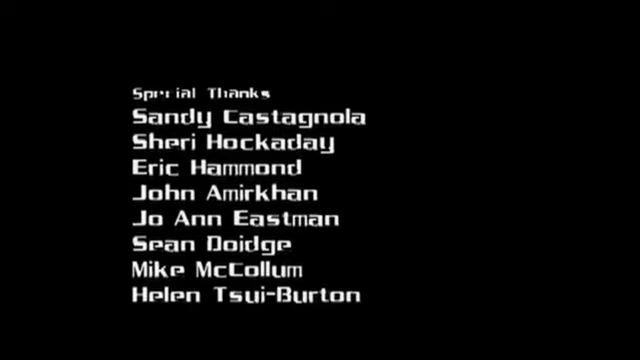 Special Thanks
Sandy Castagnola
Sheri Hockaday
Eric Hammond
John Amirkhan
Jo Ann Eastman
Sean Doidge
Mike McCollum
Helen Tsui-Burton